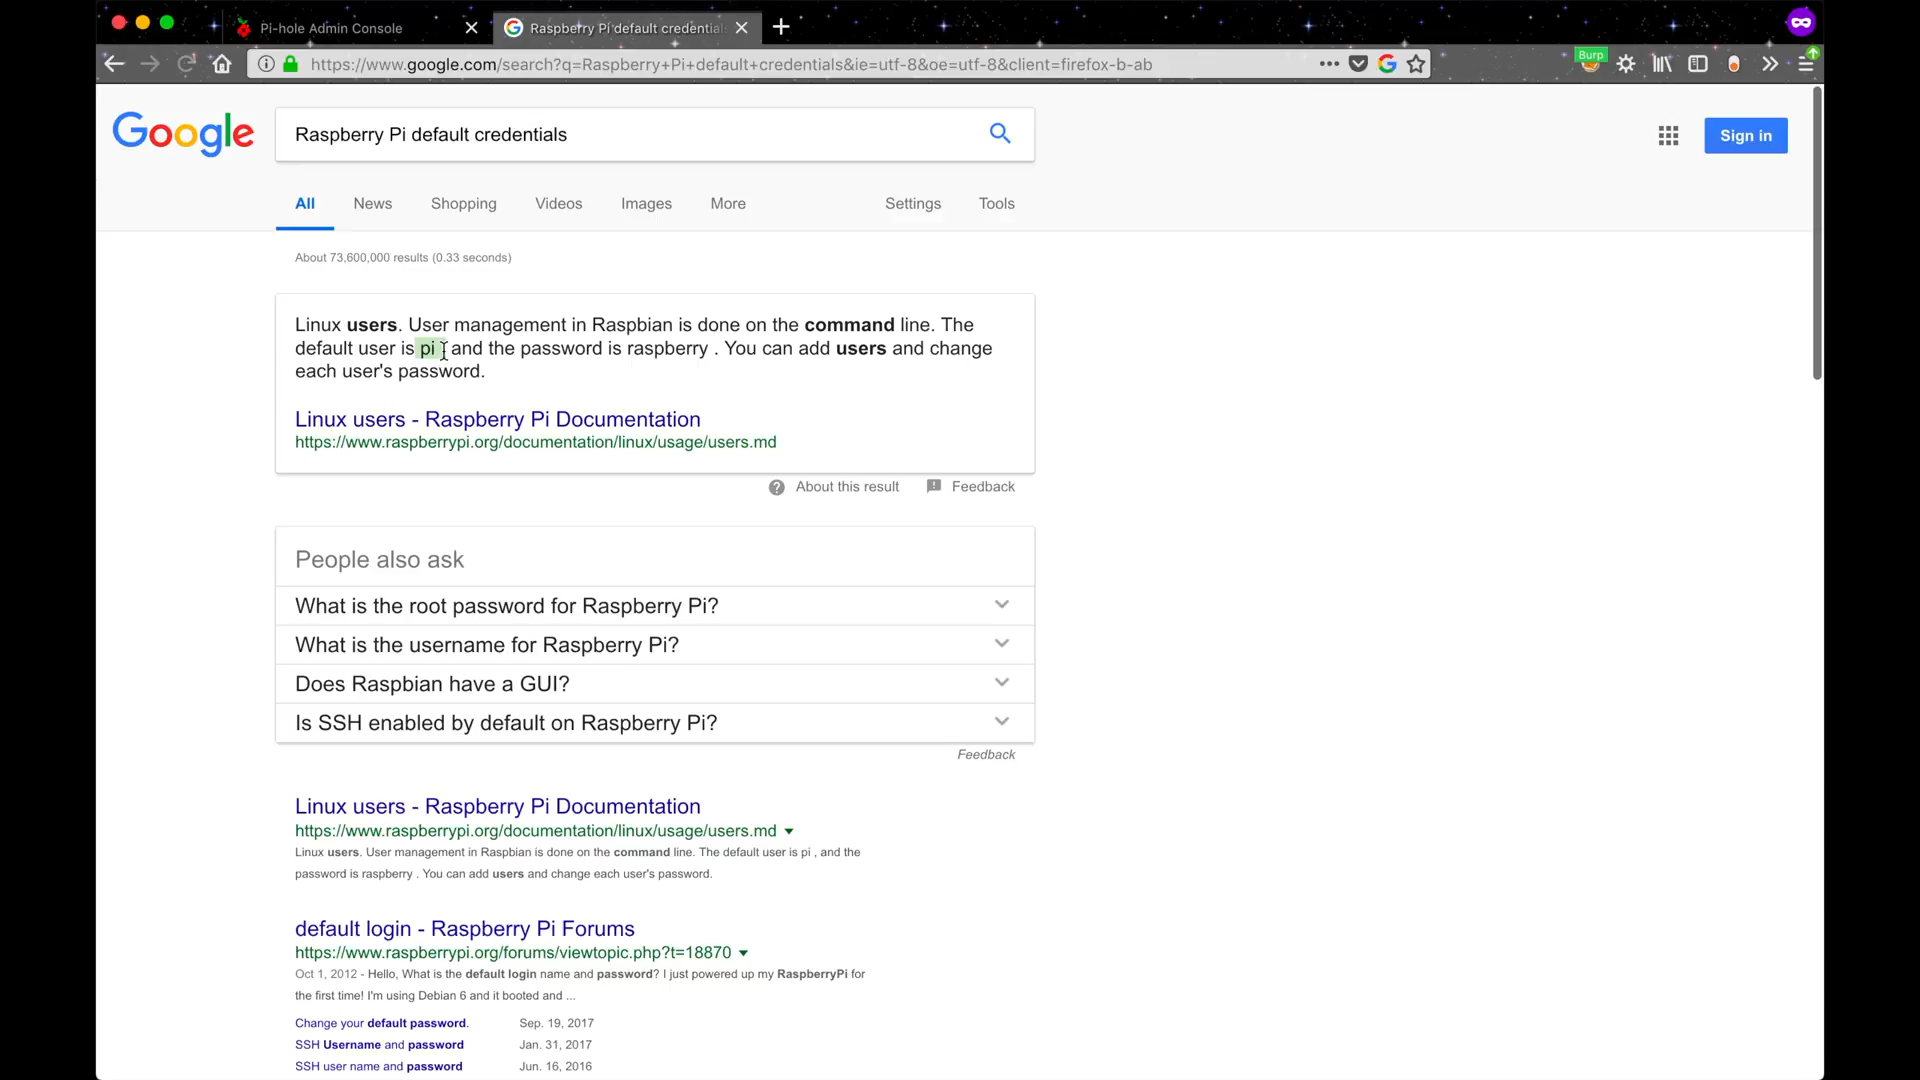 Pi-hole Admin Console
Raspberry Pi default credential
https://www.google.com/search?q=Raspberry+Pi+default+credentials&ie=utf-8&oe=utf-8&client=firefox-b-ab
Burp
Google
Raspberry Pi default credentials
Sign in
All
News
Shopping
Videos
Images
More
Settings
Tools
About 73,600,000 results (0.33 seconds)
Linux users. User management in Raspbian is done on the command line. The
default user is pi , and the password is raspberry . You can add users and change
each user's password.
Linux users - Raspberry Pi Documentation
https://www.raspberrypi.org/documentation/linux/usage/users.md
About this result
Feedback
People also ask
What is the root password for Raspberry Pi?
What is the username for Raspberry Pi?
Does Raspbian have a GUI?
Is SSH enabled by default on Raspberry Pi?
Feedback
Linux users - Raspberry Pi Documentation
https://www.raspberrypi.org/documentation/linux/usage/users.md
Linux users. User management in Raspbian is done on the command line. The default user is pi , and the
password is raspberry . You can add users and change each user's password.
default login - Raspberry Pi Forums
https://www.raspberrypi.org/forums/viewtopic.php?t=18870
Oct 1, 2012 - Hello, What is the default login name and password? I just powered up my RaspberryPi for
the first time! I'm using Debian 6 and it booted and ...
Change your default password. Sep. 19, 2017
SSH Username and password Jan. 31, 2017
SSH user name and password Jun. 16, 2016